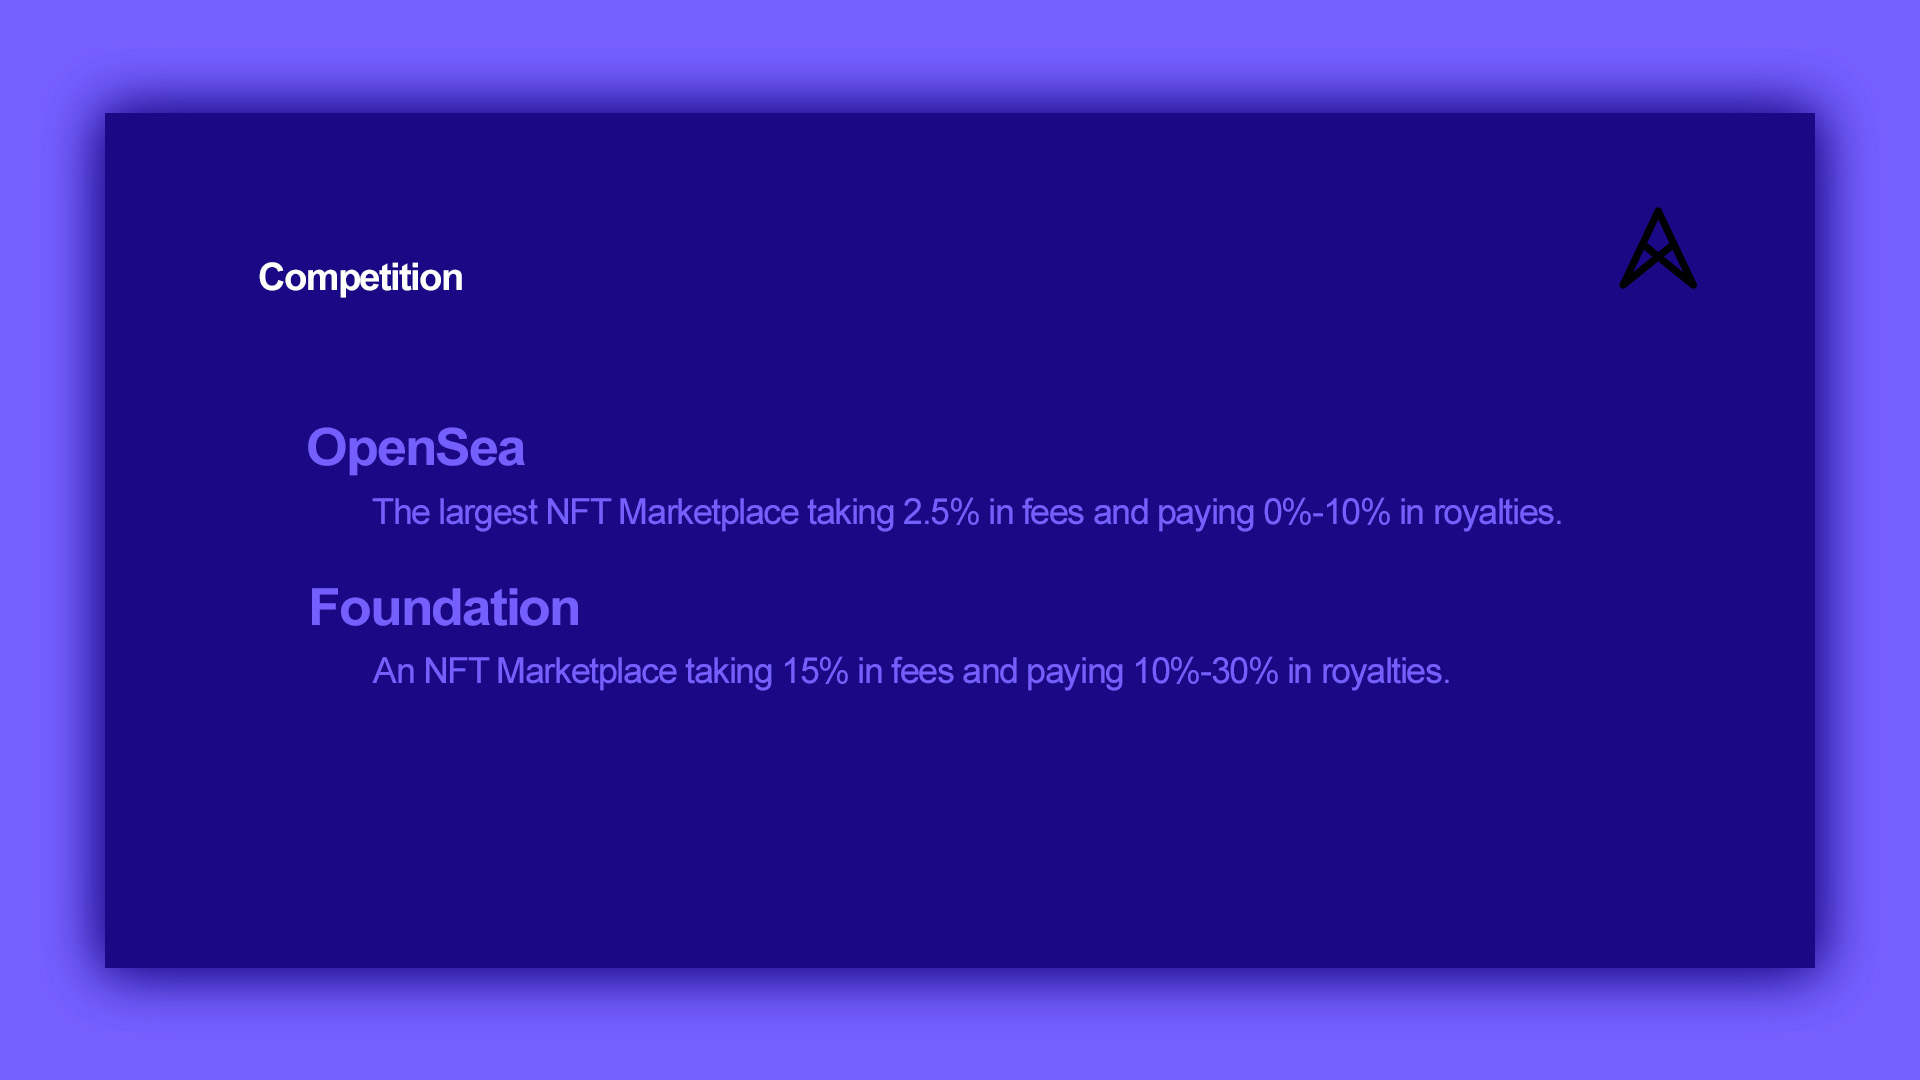 Competition
OpenSea
The largest NFT Marketplace taking 2.5% in fees and paying 0%-10% in royalties.
Foundation
An NFT Marketplace taking 15% in fees and paying 10%-30% in royalties.